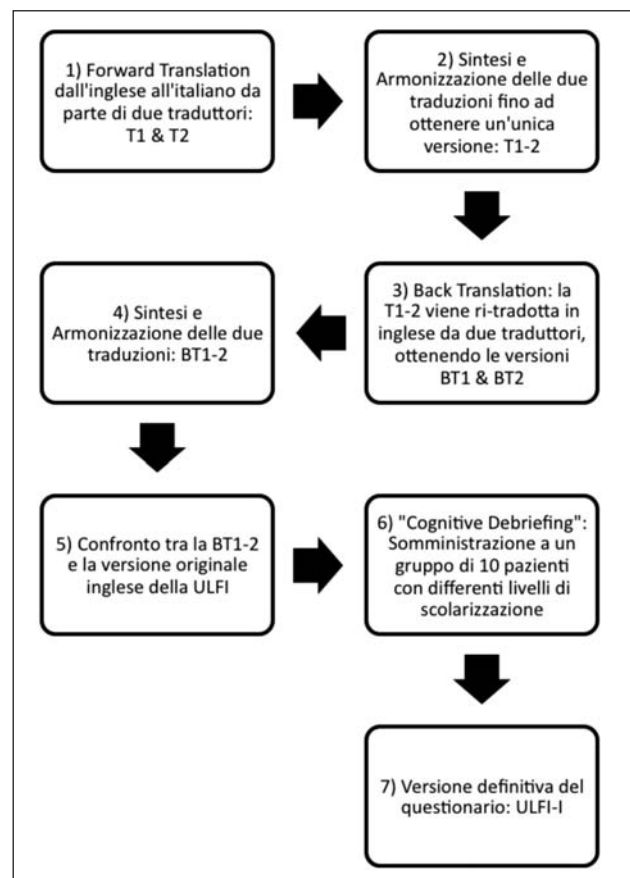 1) Forward Translation
dall'inglese all'italiano da
parte di due traduttori:
T1 & T2
2) Sintesi e
Armonizzazione delle due
traduzioni fino ad
ottenere un'unica
versione: T1-2
3) Back Translation: la
T1-2 viene ri-tradotta in
inglese da due traduttori,
ottenendo le versioni
BT1 & BT2
4) Sintesi e
Armonizzazione delle due
traduzioni: BT1-2
5) Confronto tra la BT1-2
e la versione originale
inglese della ULFI
6) "Cognitive Debriefing":
Somministrazione a un
gruppo di 10 pazienti
con differenti livelli di
scolarizzazione
7) Versione definitiva del
questionario: ULFI-I